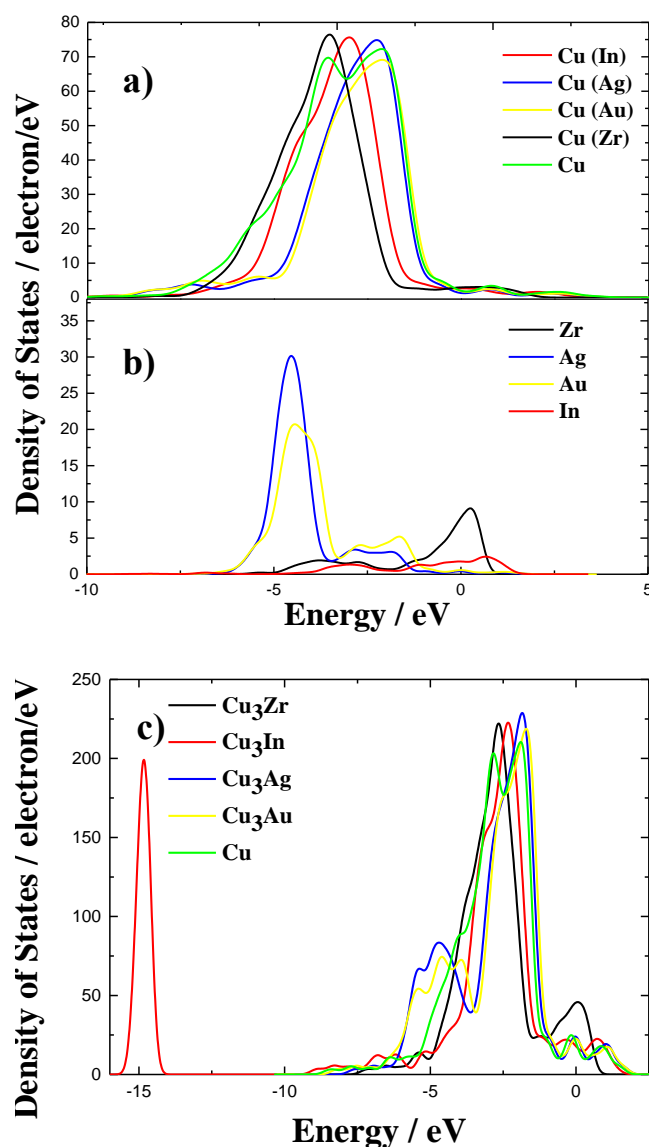 80
70
60
50
40
30
20
10
0
a)
Cu (In)
Cu (Ag)
Cu (Au)
Cu (Zr)
Cu
35
30
25
20
15
10
5
0
b)
Zr
Ag
Au
In
-10 -5 0 5
Energy / eV
Density of States / electron/eV
250
200
150
100
50
0
c)
Cu3Zr
Cu3In
Cu3Ag
Cu3Au
Cu
-15 -10 -5 0
Energy / eV
Density of States / electron/eV